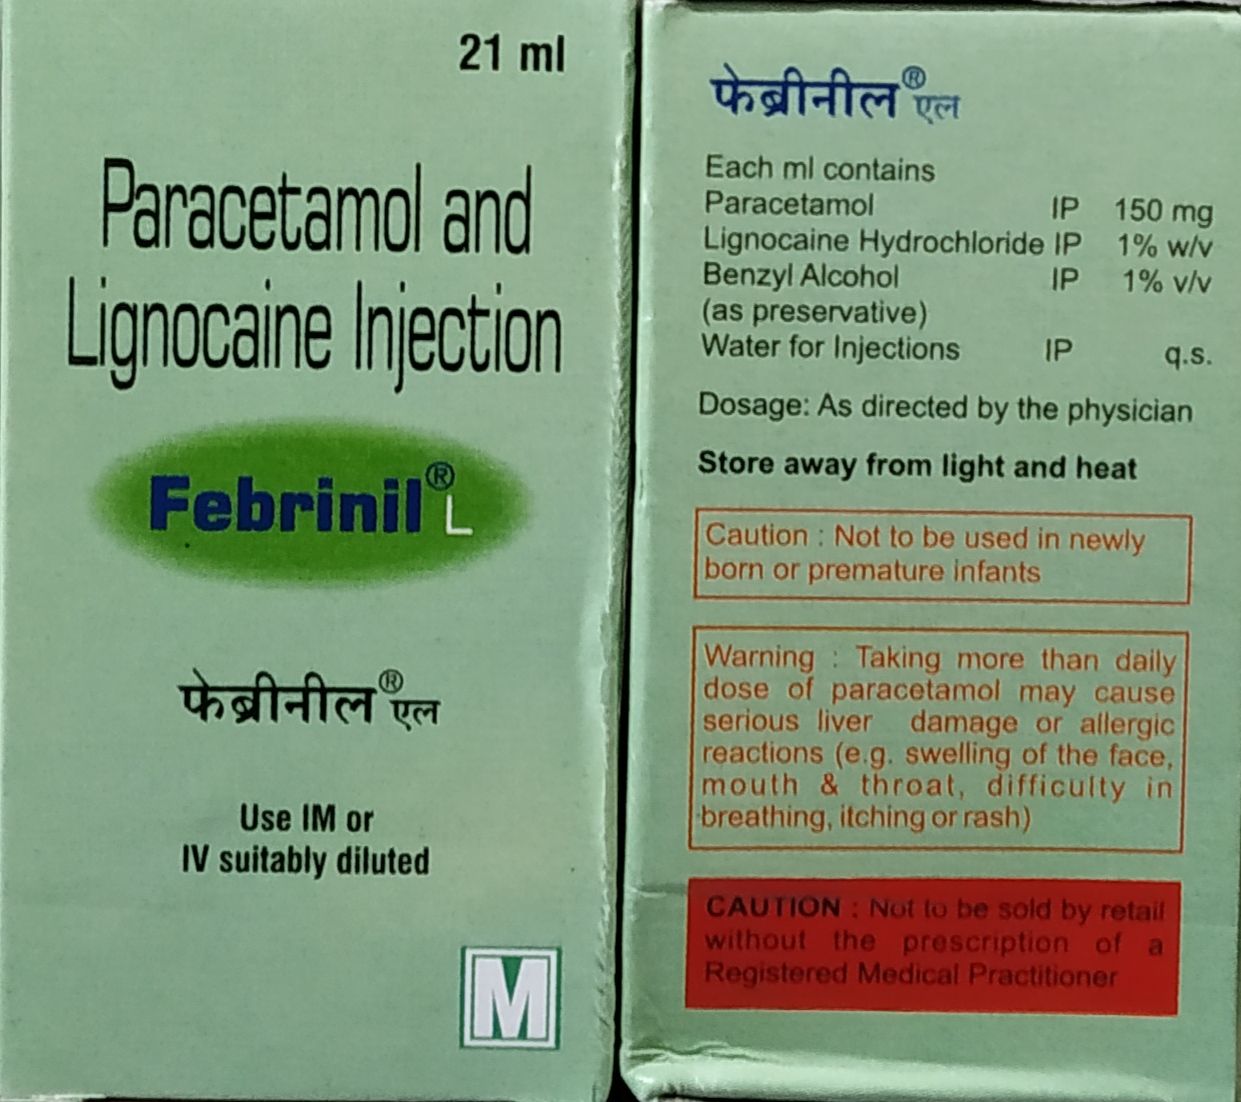 21 ml
Paracetamol and
Lignocaine Injection
Febrinil® L
फेब्रीनील® एल
Use IM or
IV suitably diluted
M
फेब्रीनील® एल
Each ml contains
Paracetamol IP 150 mg
Lignocaine Hydrochloride IP 1% w/v
Benzyl Alcohol IP 1% v/v
(as preservative)
Water for Injections IP q.s.
Dosage: As directed by the physician
Store away from light and heat
Caution : Not to be used in newly
born or premature infants
Warning : Taking more than daily
dose of paracetamol may cause
serious liver damage or allergic
reactions (e.g. swelling of the face,
mouth & throat, difficulty in
breathing, itching or rash)
CAUTION : Not to be sold by retail
without the prescription of a
Registered Medical Practitioner